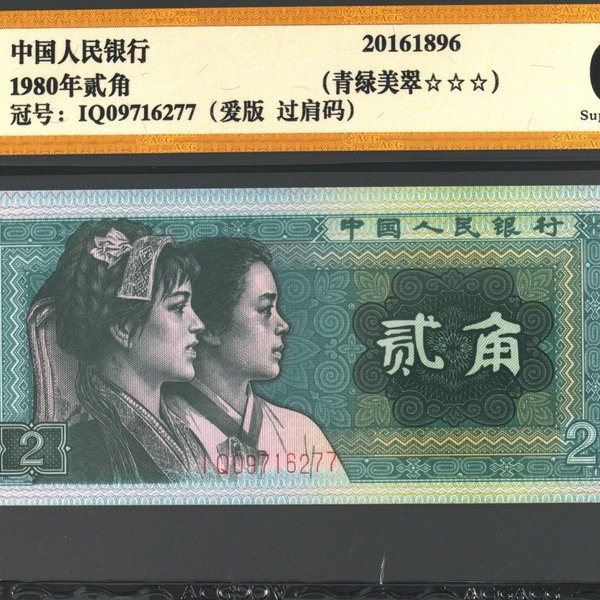 中国人民银行 20161896
1980年贰角 (青绿美翠☆☆☆)
冠号: IQ09716277 (爱版 过肩码)
Sup
中国人民银行
贰角
2
2
IQ09716277